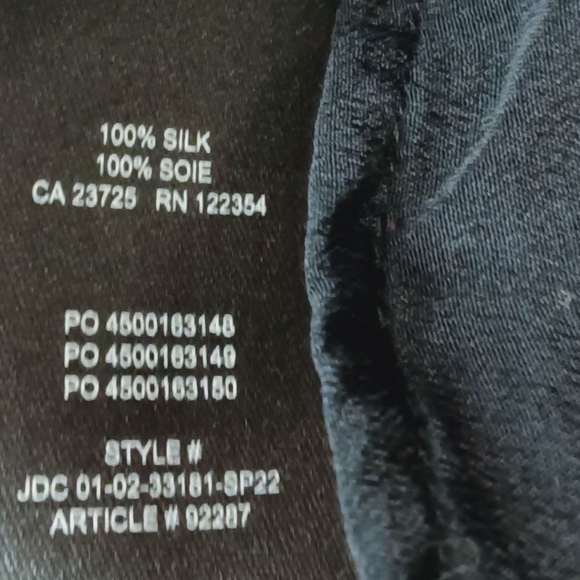 100% SILK
100% SOIE
CA 23725 RN 122354
PO 4500163148
PO 4500163149
PO 4500163150
STYLE #
JDC 01-02-33181-SP22
ARTICLE # 92287